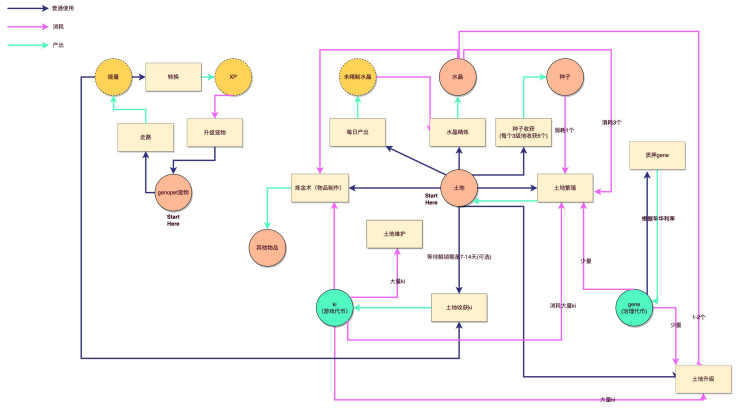 普通使用
消耗
产出
能量
转换
XP
未精制水晶
水晶
种子
走路
升级宠物
每日产出
水晶精炼
种子收获
(每个3级地收获6个)
消耗1个
消耗3个
质押gene
genopet宠物
Start
Here
炼金术（物品制作）
Start
Here
土地
土地繁殖
根据年华利率
其他物品
土地维护
等待解锁期是7-14天(可选)
少量
大量ki
ki
（游戏代币）
土地收获ki
消耗大量ki
gene
(治理代币)
少量
1-2个
土地升级
大量ki